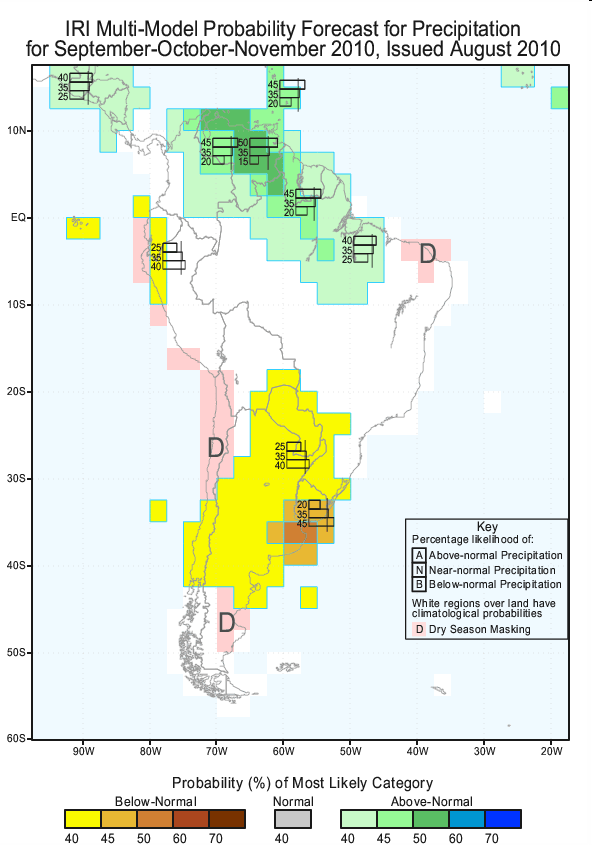 IRI Multi-Model Probability Forecast for Precipitation
for September-October-November 2010, Issued August 2010
40
35
25
45
35
20
10N
45
35
20
50
35
15
45
35
20
EQ
40
35
25
D
25
35
40
10S
20S
D
25
35
40
30S
20
35
45
Key
Percentage likelihood of:
A Above-normal Precipitation
N Near-normal Precipitation
B Below-normal Precipitation
White regions over land have
climatological probabilities
D Dry Season Masking
40S
D
50S
60S
90W 80W 70W 60W 50W 40W 30W 20W
Probability (%) of Most Likely Category
Below-Normal Normal Above-Normal
40 45 50 60 70 40 40 45 50 60 70